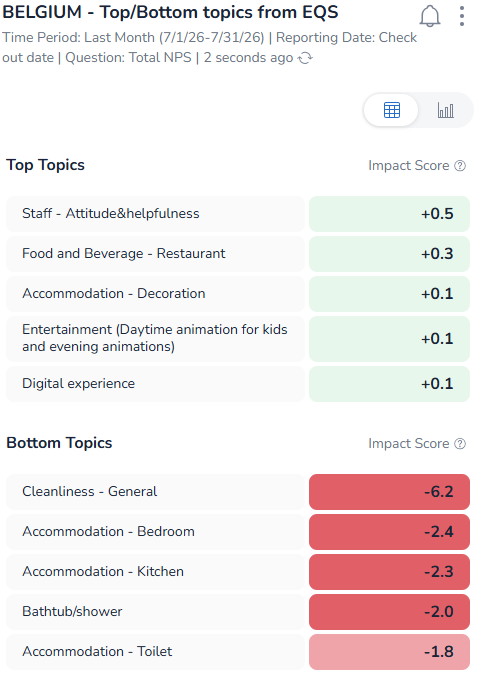 BELGIUM - Top/Bottom topics from EQS
Time Period: Last Month (7/1/26-7/31/26) | Reporting Date: Check
out date | Question: Total NPS | 2 seconds ago
Top Topics
Impact Score
Staff - Attitude&helpfulness
+0.5
Food and Beverage - Restaurant
+0.3
Accommodation - Decoration
+0.1
Entertainment (Daytime animation for kids
and evening animations)
+0.1
Digital experience
+0.1
Bottom Topics
Impact Score
Cleanliness - General
-6.2
Accommodation - Bedroom
-2.4
Accommodation - Kitchen
-2.3
Bathtub/shower
-2.0
Accommodation - Toilet
-1.8